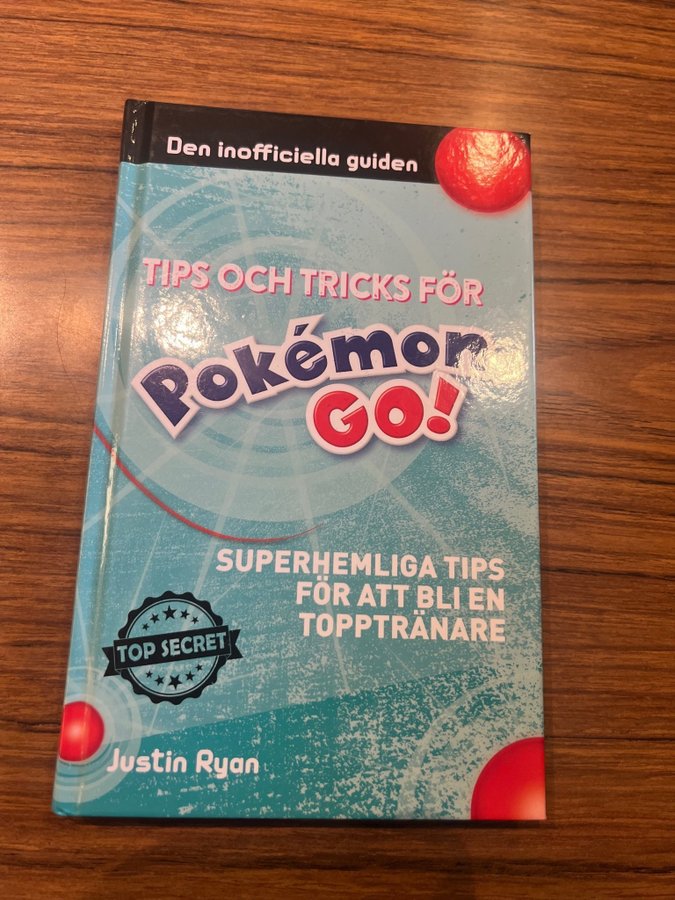 Den inofficiella guiden
TIPS OCH TRICKS FÖR
Pokémon
GO!
SUPERHEMLIGA TIPS
FÖR ATT BLI EN
TOPPTRÄNARE
TOP SECRET
Justin Ryan